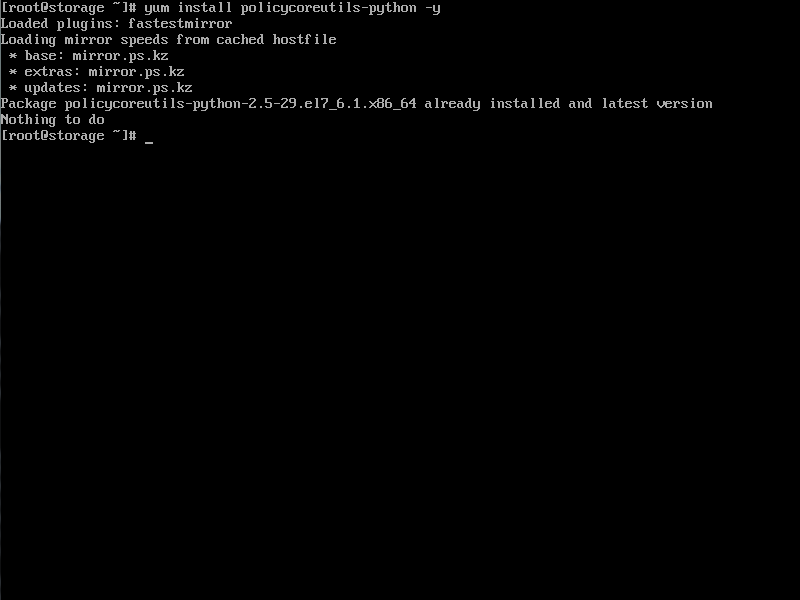 [root@storage ~]# yum install policycoreutils-python -y
Loaded plugins: fastestmirror
Loading mirror speeds from cached hostfile
 * base: mirror.ps.kz
 * extras: mirror.ps.kz
 * updates: mirror.ps.kz
Package policycoreutils-python-2.5-29.el7_6.1.x86_64 already installed and latest version
Nothing to do
[root@storage ~]# _